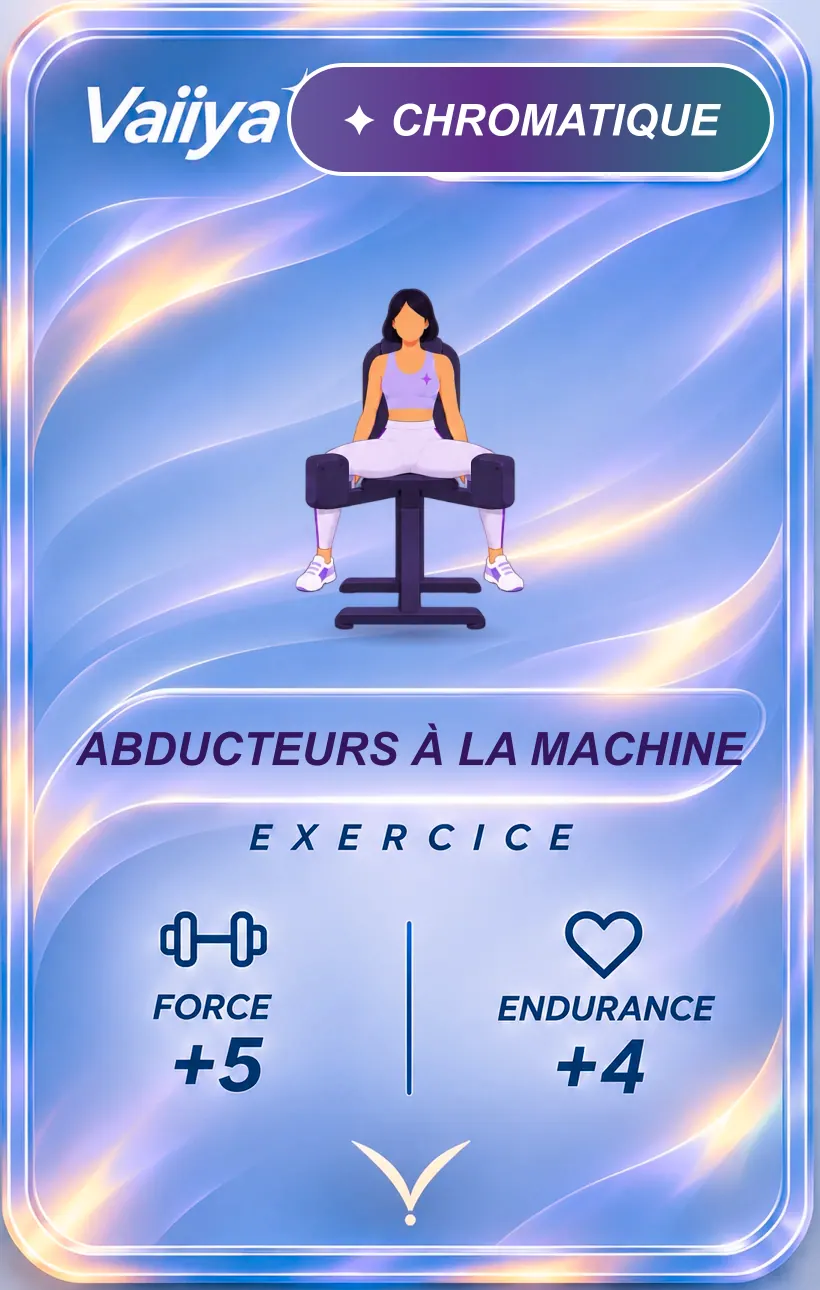 Vaiiya
CHROMATIQUE
ABDUCTEURS À LA MACHINE
EXERCICE
FORCE
ENDURANCE
+5
+4